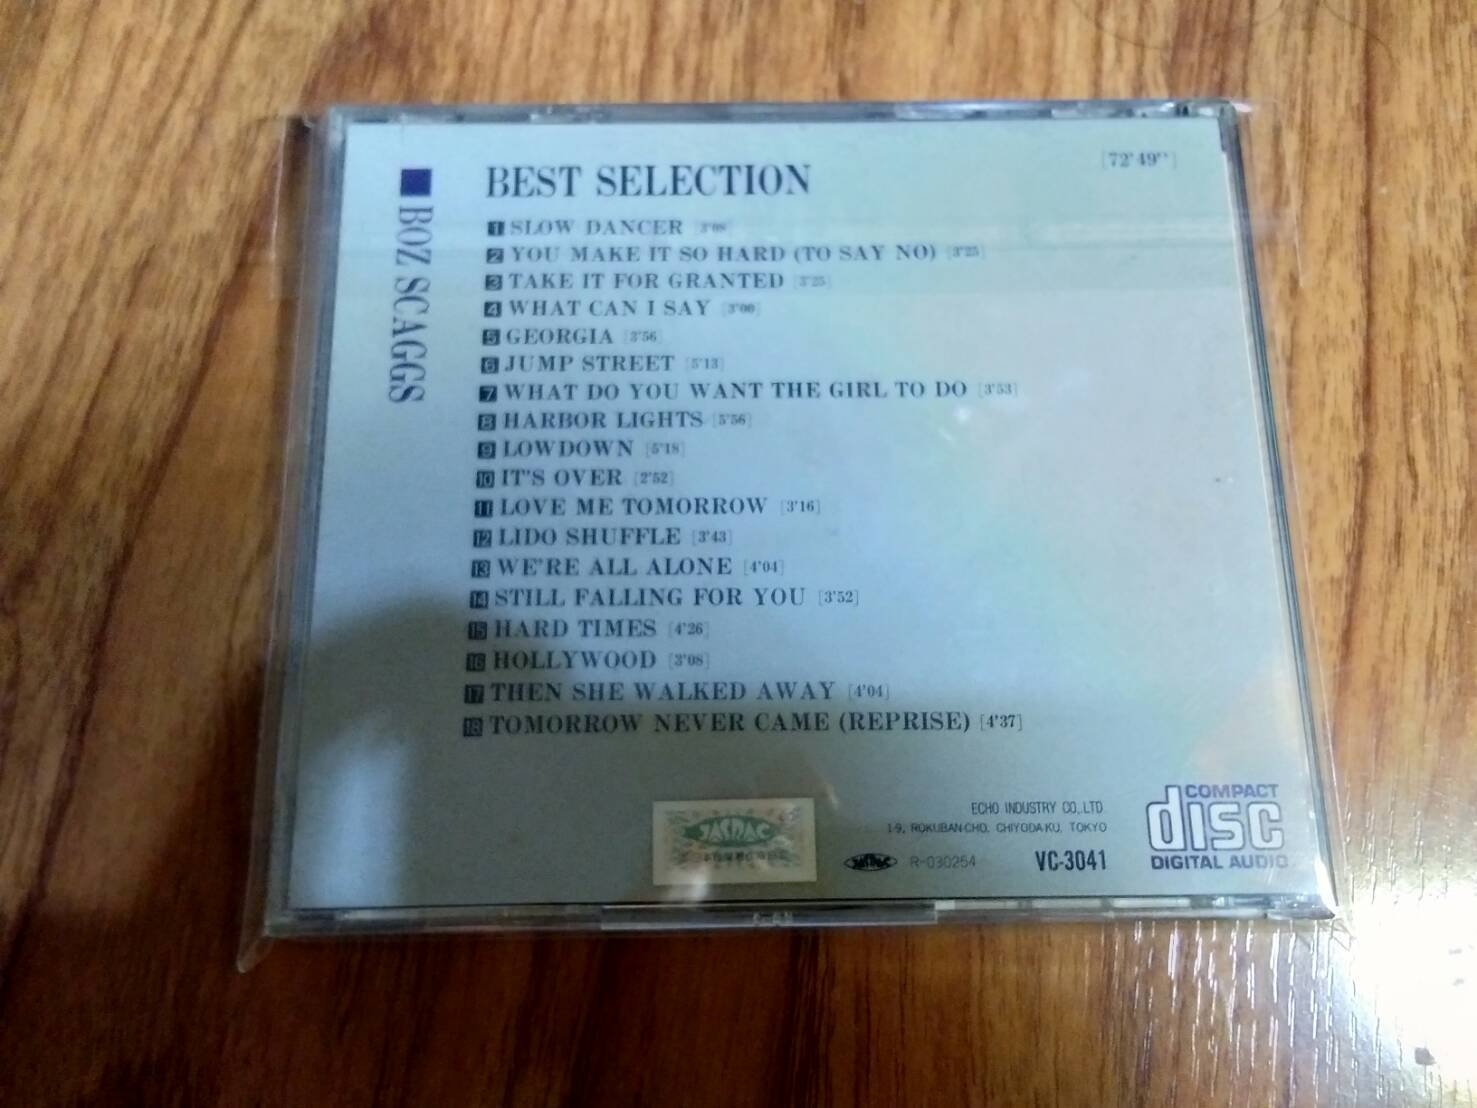 BOZ SCAGGS
BEST SELECTION
[72'49"]
1 SLOW DANCER [3'08]
2 YOU MAKE IT SO HARD (TO SAY NO) [3'25]
3 TAKE IT FOR GRANTED [3'25]
4 WHAT CAN I SAY [3'00]
5 GEORGIA [3'56]
6 JUMP STREET [5'13]
7 WHAT DO YOU WANT THE GIRL TO DO [3'53]
8 HARBOR LIGHTS [5'56]
9 LOWDOWN [5'18]
10 IT'S OVER [2'52]
11 LOVE ME TOMORROW [3'16]
12 LIDO SHUFFLE [3'43]
13 WE'RE ALL ALONE [4'04]
14 STILL FALLING FOR YOU [3'52]
15 HARD TIMES [4'26]
16 HOLLYWOOD [3'08]
17 THEN SHE WALKED AWAY [4'04]
18 TOMORROW NEVER CAME (REPRISE) [4'37]
JASRAC
ECHO INDUSTRY CO.,LTD
1-9, ROKUBAN-CHO, CHIYODA-KU, TOKYO
JASRAC R-030254 VC-3041
COMPACT
disc
DIGITAL AUDIO